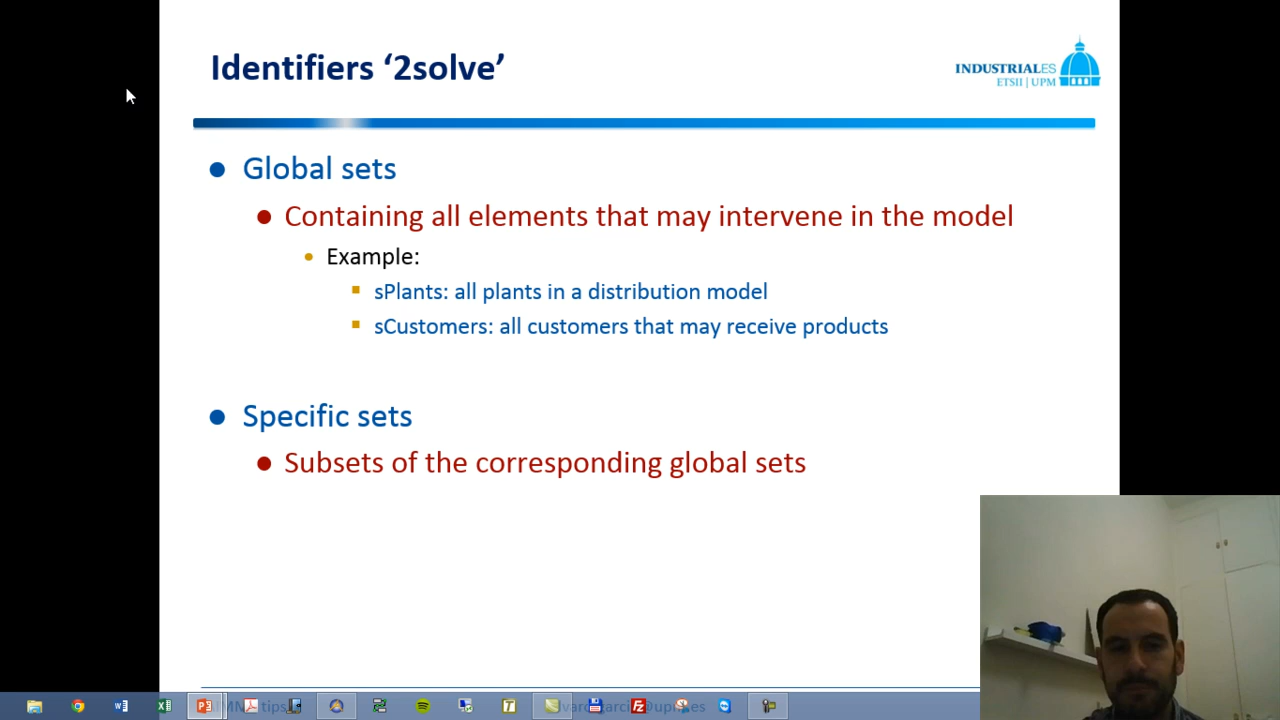 Identifiers ‘2solve’
INDUSTRIALES
ETSII | UPM
Global sets
Containing all elements that may intervene in the model
Example:
sPlants: all plants in a distribution model
sCustomers: all customers that may receive products
Specific sets
Subsets of the corresponding global sets
tips